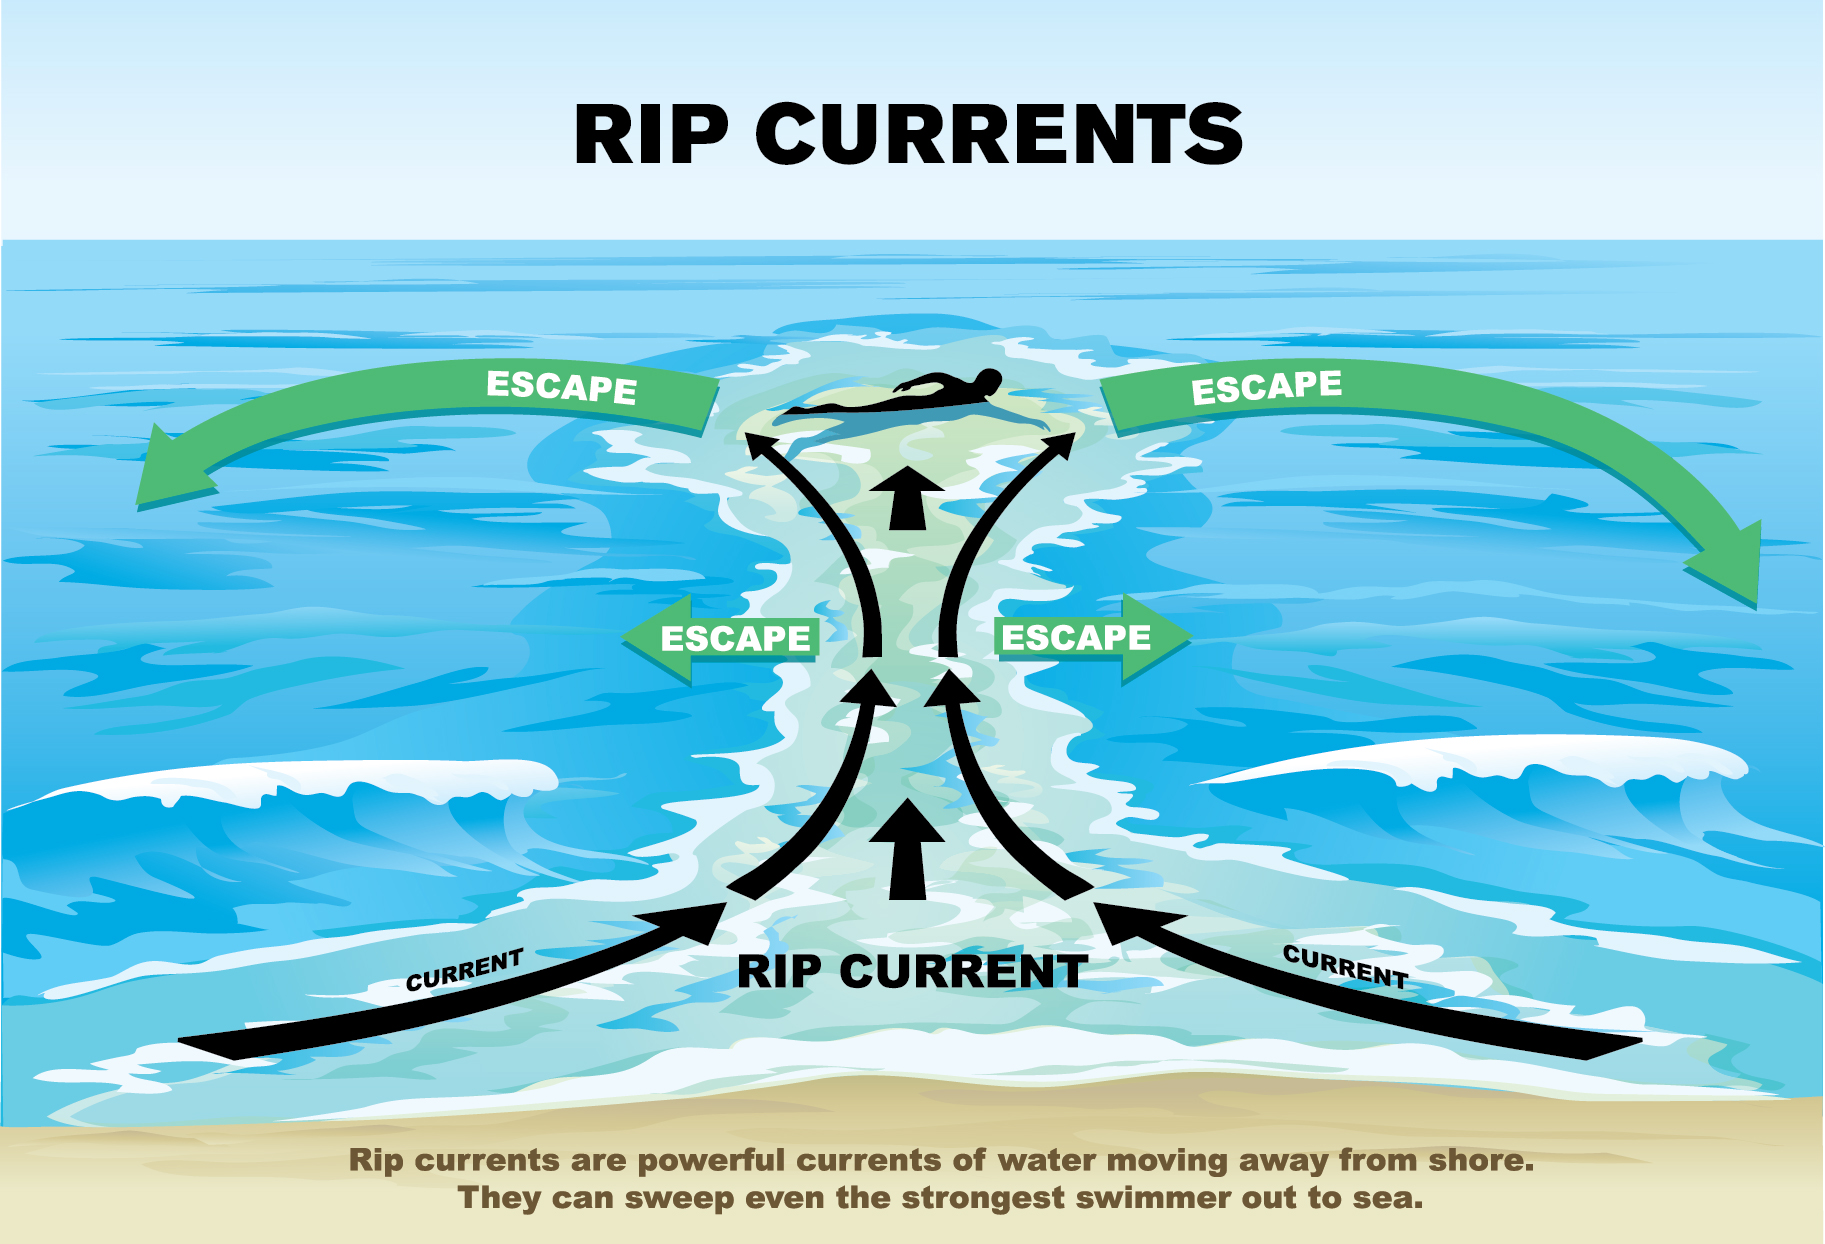 RIP CURRENTS
ESCAPE
ESCAPE
ESCAPE
ESCAPE
CURRENT
RIP CURRENT
CURRENT
Rip currents are powerful currents of water moving away from shore.
They can sweep even the strongest swimmer out to sea.